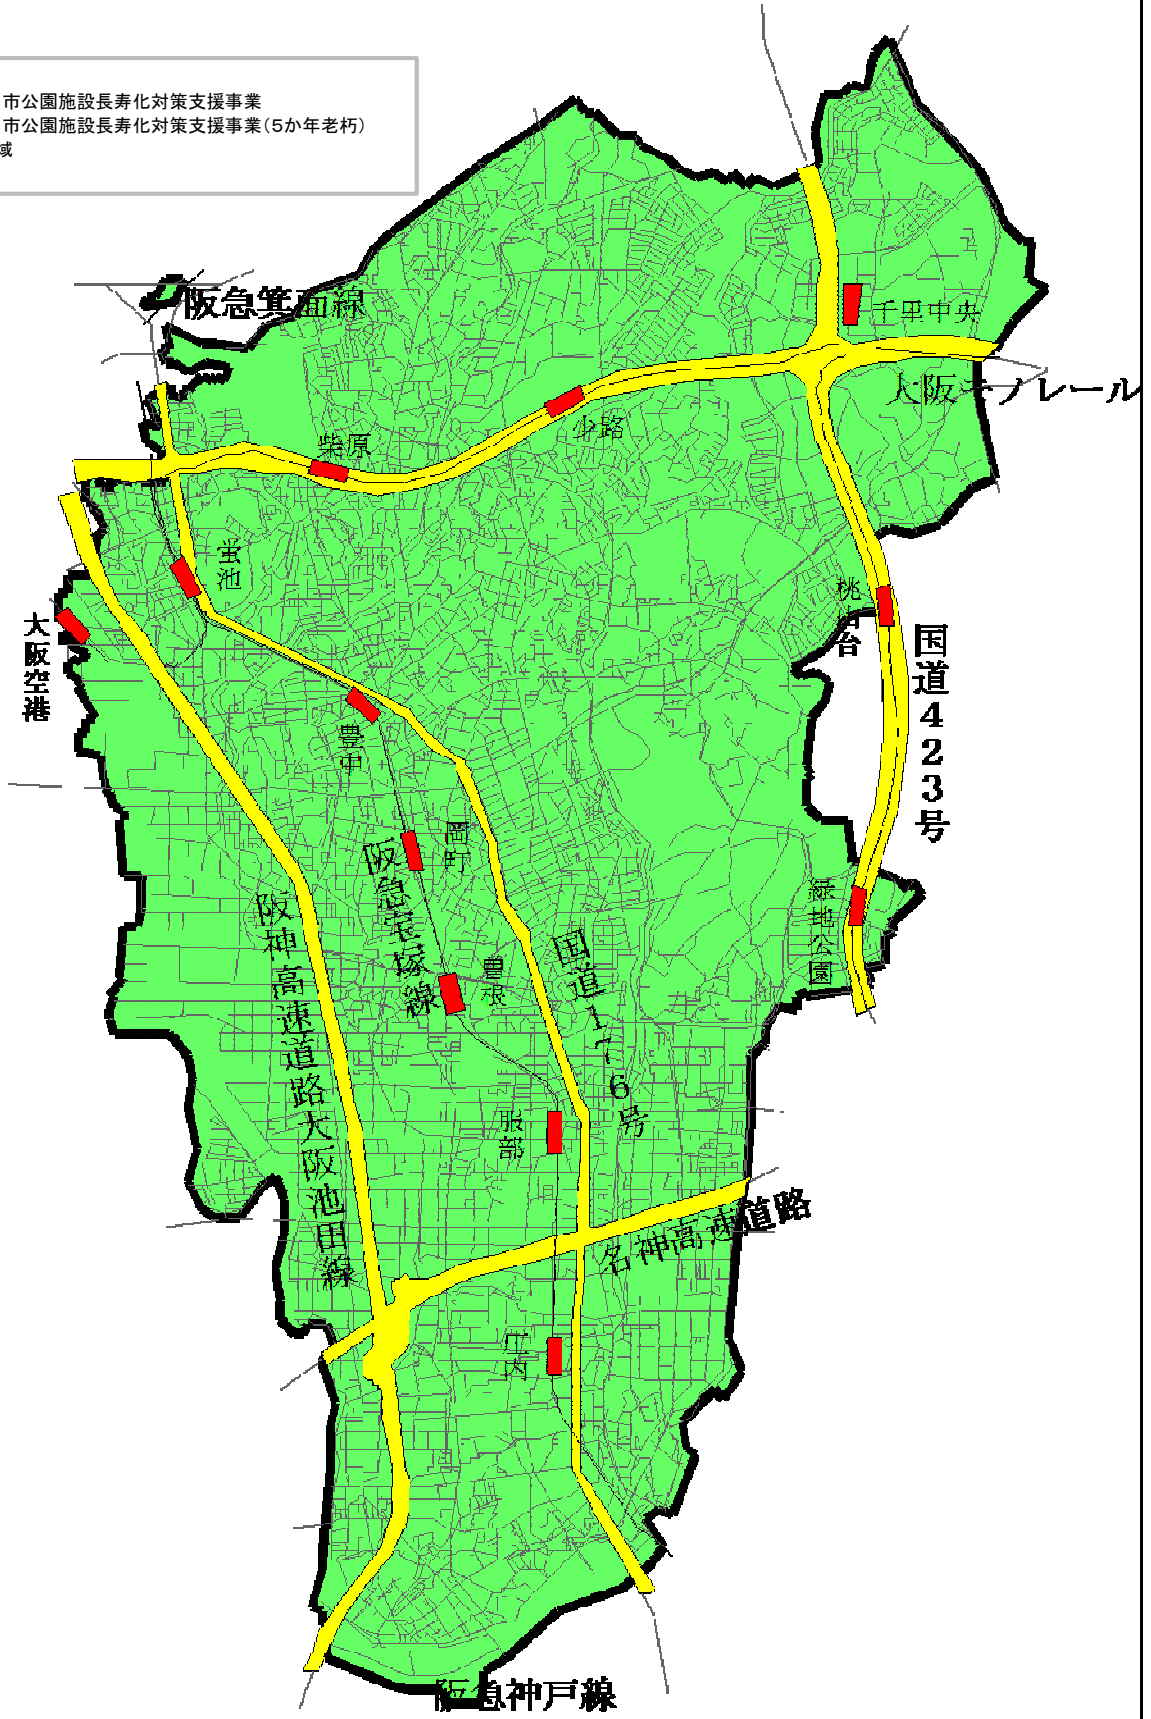 市公園施設長寿化対策支援事業
市公園施設長寿化対策支援事業(5か年老朽)
域
阪急箕面線
千里中央
大阪モノレール
少路
柴原
蛍池
大阪空港
桃山台
国道423号
豊中
岡町
阪急宝塚線
阪神高速道路大阪池田線
緑地公園
曽根
国道176号
服部
名神高速道路
庄内
阪急神戸線